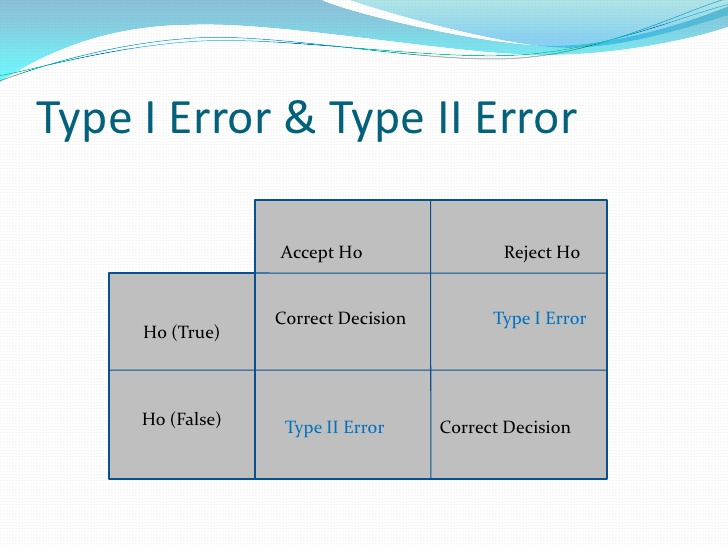 Type I Error & Type II Error
Accept Ho
Reject Ho
Ho (True)
Correct Decision
Type I Error
Ho (False)
Type II Error
Correct Decision